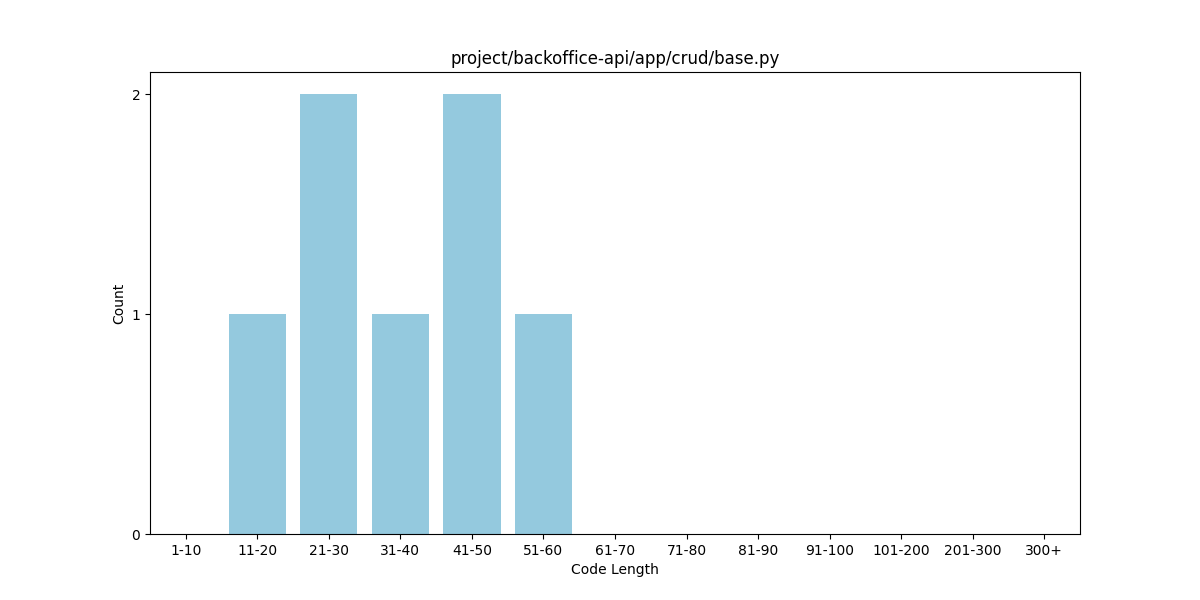 project/backoffice-api/app/crud/base.py
2
1
0
Count
1-10 11-20 21-30 31-40 41-50 51-60 61-70 71-80 81-90 91-100 101-200 201-300 300+
Code Length